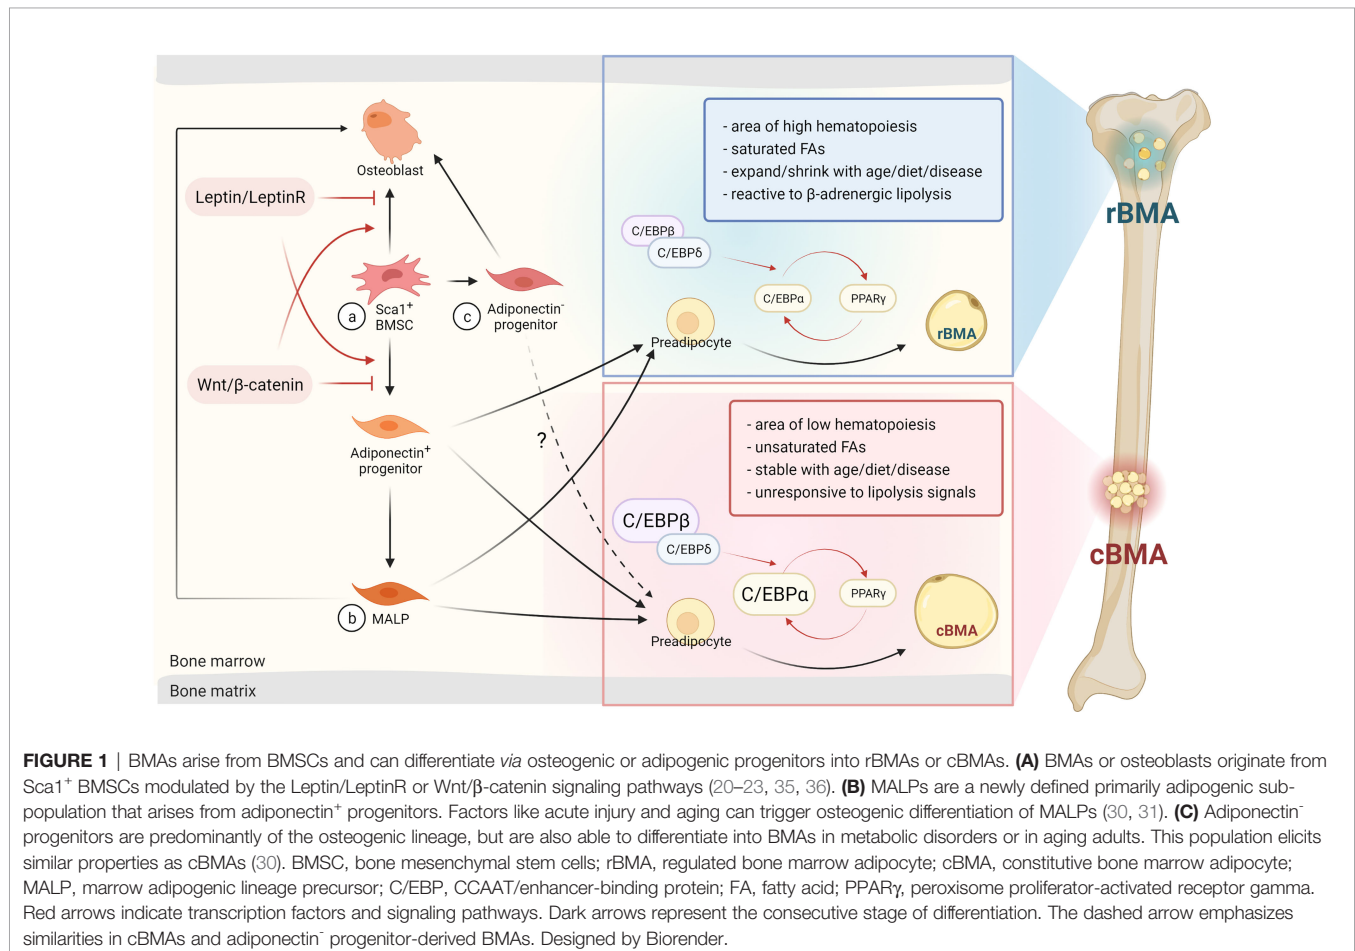 - area of high hematopoiesis
- saturated FAs
- expand/shrink with age/diet/disease
- reactive to β-adrenergic lipolysis
Osteoblast
Leptin/LeptinR
rBMA
C/EBPβ
C/EBPδ
a
Sca1⁺
BMSC
c
Adiponectin⁻
progenitor
C/EBPα
PPARγ
rBMA
Preadipocyte
Wnt/β-catenin
- area of low hematopoiesis
- unsaturated FAs
- stable with age/diet/disease
- unresponsive to lipolysis signals
?
Adiponectin⁺
progenitor
C/EBPβ
C/EBPδ
cBMA
C/EBPα
PPARγ
b
MALP
cBMA
Preadipocyte
Bone marrow
Bone matrix
FIGURE 1 | BMAs arise from BMSCs and can differentiate via osteogenic or adipogenic progenitors into rBMAs or cBMAs. (A) BMAs or osteoblasts originate from
Sca1⁺ BMSCs modulated by the Leptin/LeptinR or Wnt/β-catenin signaling pathways (20–23, 35, 36). (B) MALPs are a newly defined primarily adipogenic sub-
population that arises from adiponectin⁺ progenitors. Factors like acute injury and aging can trigger osteogenic differentiation of MALPs (30, 31). (C) Adiponectin⁻
progenitors are predominantly of the osteogenic lineage, but are also able to differentiate into BMAs in metabolic disorders or in aging adults. This population elicits
similar properties as cBMAs (30). BMSC, bone mesenchymal stem cells; rBMA, regulated bone marrow adipocyte; cBMA, constitutive bone marrow adipocyte;
MALP, marrow adipogenic lineage precursor; C/EBP, CCAAT/enhancer-binding protein; FA, fatty acid; PPARγ, peroxisome proliferator-activated receptor gamma.
Red arrows indicate transcription factors and signaling pathways. Dark arrows represent the consecutive stage of differentiation. The dashed arrow emphasizes
similarities in cBMAs and adiponectin⁻ progenitor-derived BMAs. Designed by Biorender.